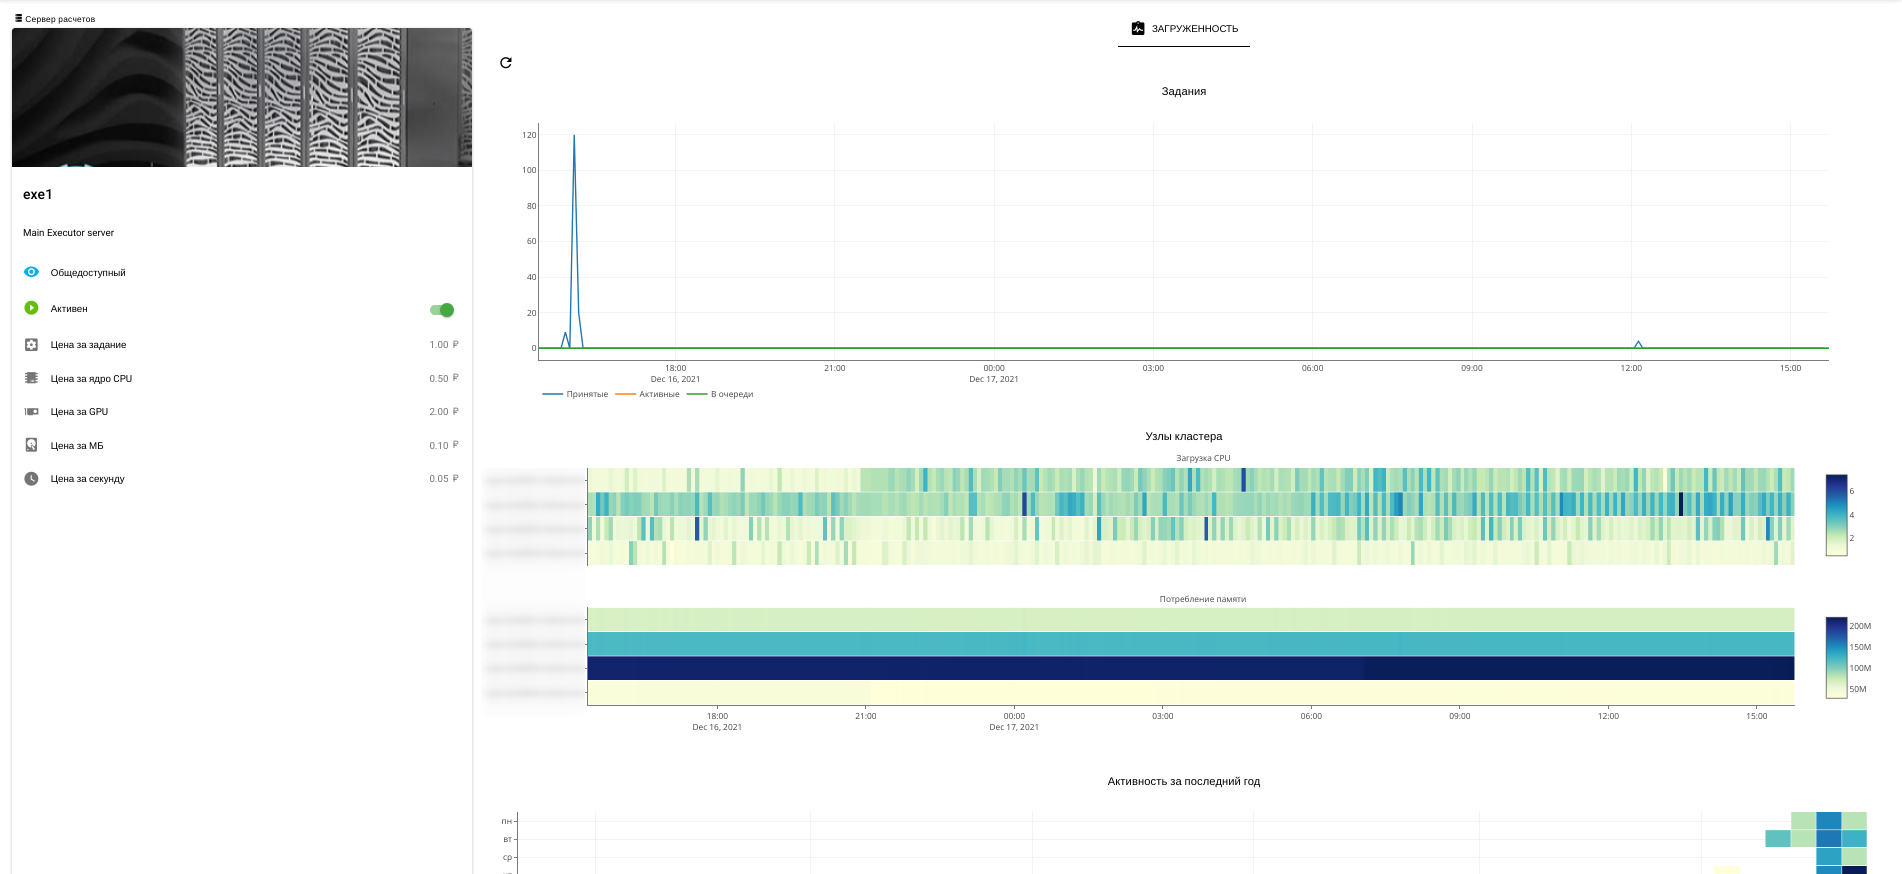 Сервер расчетов
exe1
Main Executor server
Общедоступный
Активен
Цена за задание 1.00 ₽
Цена за ядро CPU 0.50 ₽
Цена за GPU 2.00 ₽
Цена за МБ 0.10 ₽
Цена за секунду 0.05 ₽
ЗАГРУЖЕННОСТЬ
Задания
120
100
80
60
40
20
0
18:00 21:00 00:00 03:00 06:00 09:00 12:00 15:00
Dec 16, 2021 Dec 17, 2021
Принятые Активные В очереди
Узлы кластера
Загрузка CPU
6
4
2
Потребление памяти
200M
150M
100M
50M
18:00 21:00 00:00 03:00 06:00 09:00 12:00 15:00
Dec 16, 2021 Dec 17, 2021
Активность за последний год
пн
вт
ср